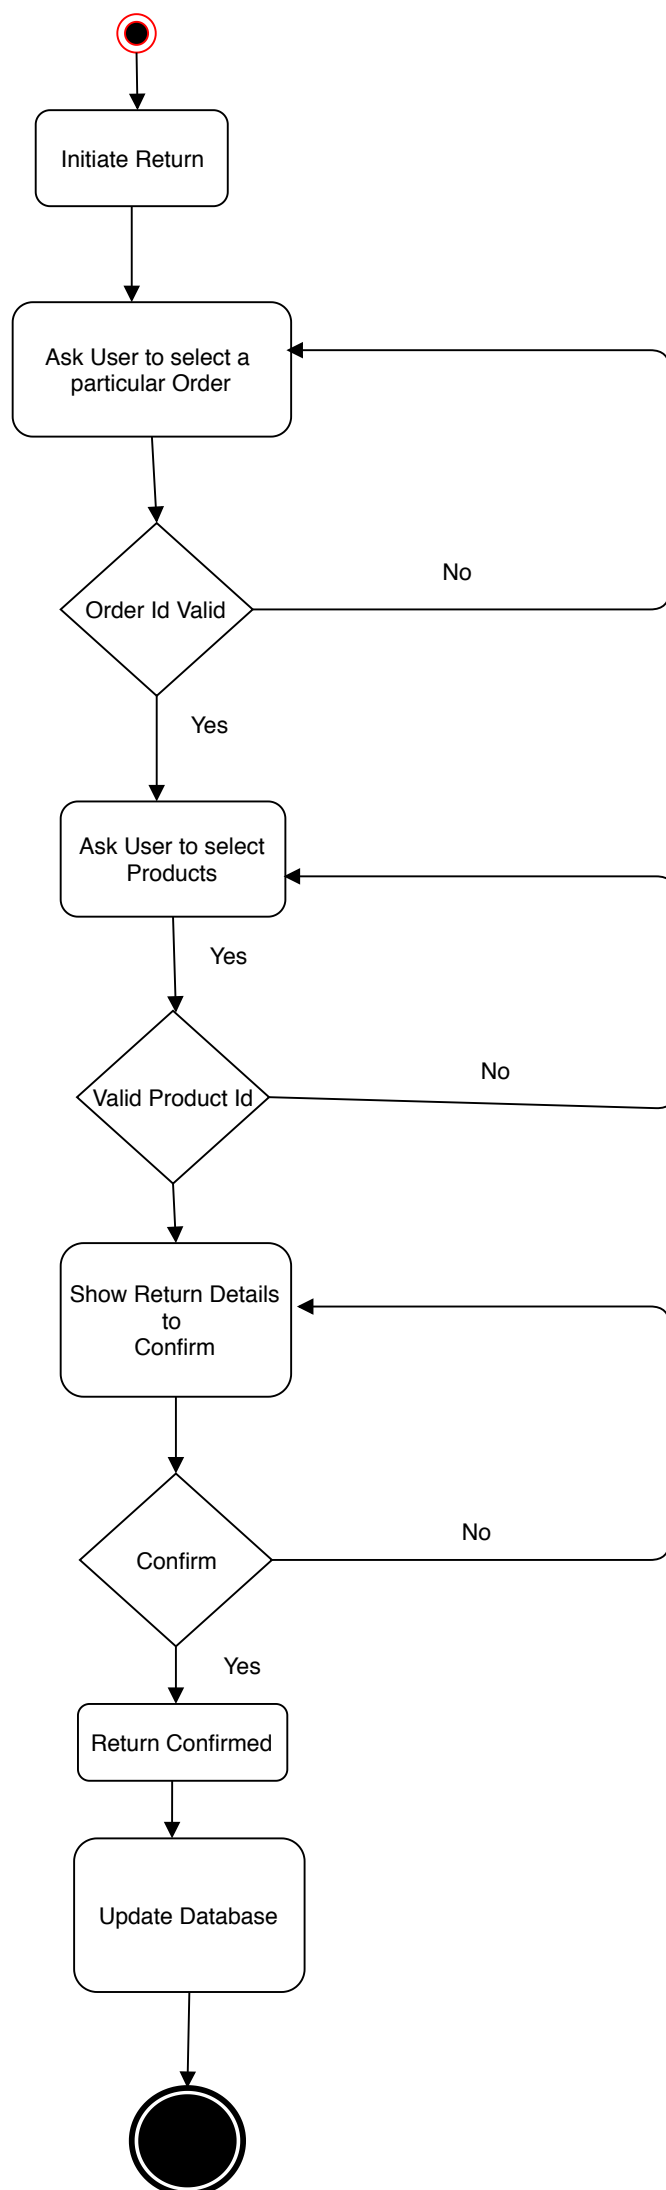 Initiate Return
Ask User to select a
particular Order
No
Order Id Valid
Yes
Ask User to select
Products
Yes
No
Valid Product Id
Show Return Details
to
Confirm
No
Confirm
Yes
Return Confirmed
Update Database